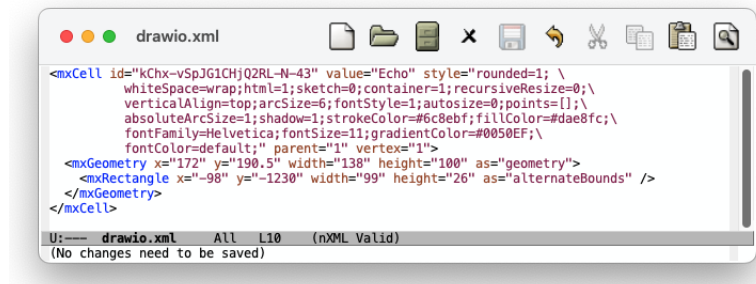 drawio.xml
<mxCell id="kChx-vSpJG1CHjQ2RL-N-43" value="Echo" style="rounded=1; \
whiteSpace=wrap;html=1;sketch=0;container=1;recursiveResize=0;\
verticalAlign=top;arcSize=6;fontStyle=1;autosize=0;points=[];\
absoluteArcSize=1;shadow=1;strokeColor=#6c8ebf;fillColor=#dae8fc;\
fontFamily=Helvetica;fontSize=11;gradientColor=#0050EF;\
fontColor=default;" parent="1" vertex="1">
<mxGeometry x="172" y="190.5" width="138" height="100" as="geometry">
<mxRectangle x="-98" y="-1230" width="99" height="26" as="alternateBounds" />
</mxGeometry>
</mxCell>
U:--- drawio.xml All L10 (nXML Valid)
(No changes need to be saved)